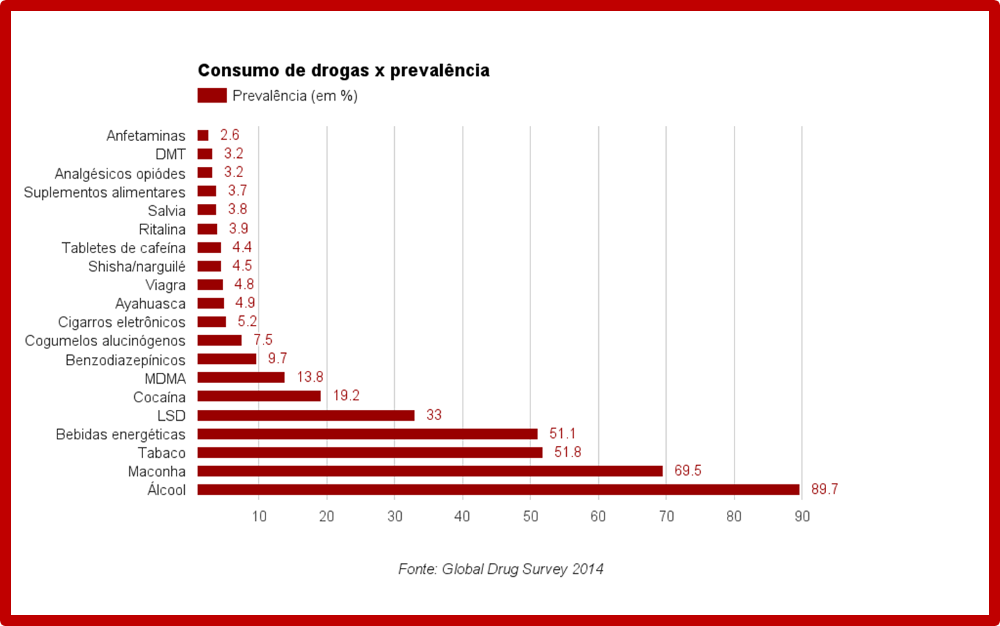 Consumo de drogas x prevalência
Prevalência (em %)
Anfetaminas 2.6
DMT 3.2
Analgésicos opiódes 3.2
Suplementos alimentares 3.7
Salvia 3.8
Ritalina 3.9
Tabletes de cafeína 4.4
Shisha/narguilé 4.5
Viagra 4.8
Ayahuasca 4.9
Cigarros eletrônicos 5.2
Cogumelos alucinógenos 7.5
Benzodiazepínicos 9.7
MDMA 13.8
Cocaína 19.2
LSD 33
Bebidas energéticas 51.1
Tabaco 51.8
Maconha 69.5
Álcool 89.7
10 20 30 40 50 60 70 80 90
Fonte: Global Drug Survey 2014